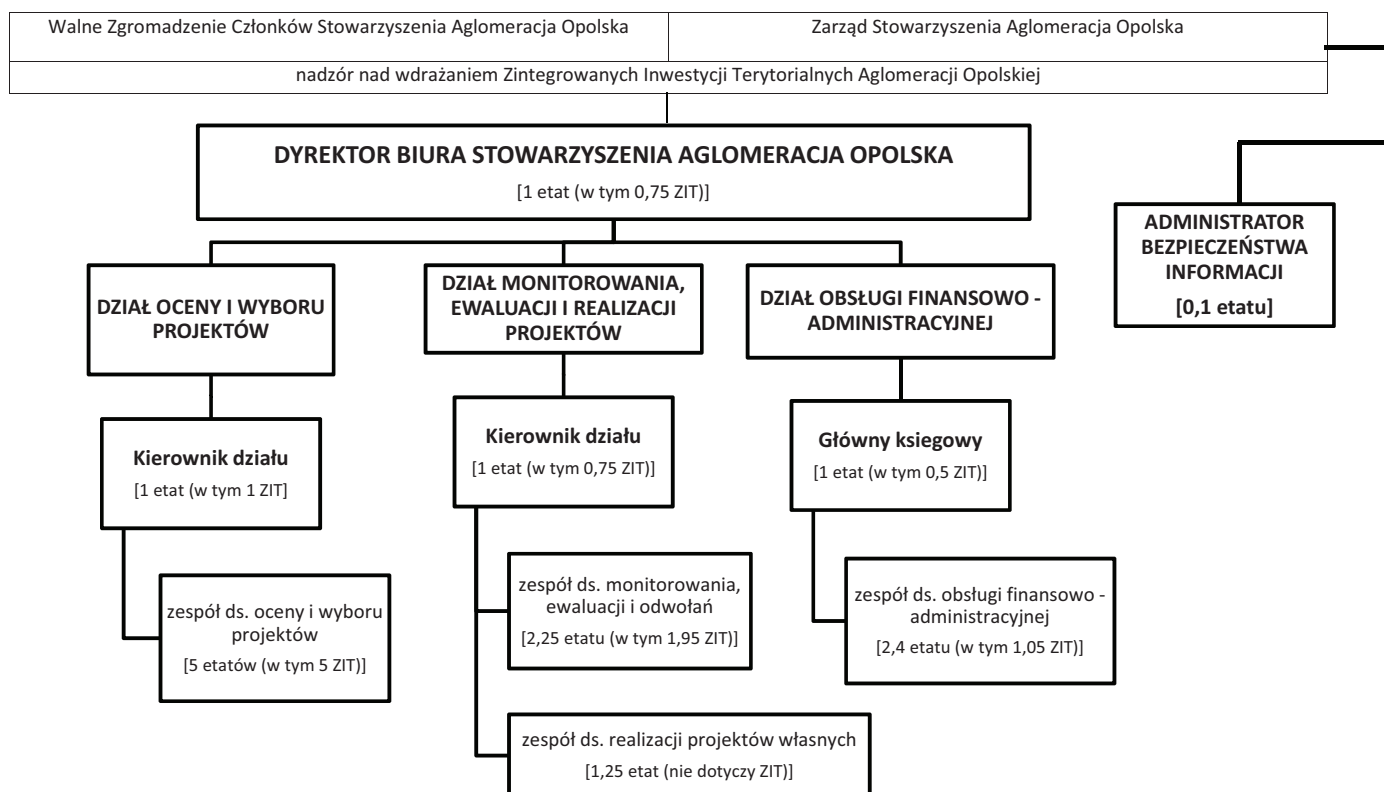 Walne Zgromadzenie Członków Stowarzyszenia Aglomeracja Opolska
Zarząd Stowarzyszenia Aglomeracja Opolska
nadzór nad wdrażaniem Zintegrowanych Inwestycji Terytorialnych Aglomeracji Opolskiej
DYREKTOR BIURA STOWARZYSZENIA AGLOMERACJA OPOLSKA
[1 etat (w tym 0,75 ZIT)]
ADMINISTRATOR
BEZPIECZEŃSTWA
INFORMACJI
[0,1 etatu]
DZIAŁ OCENY I WYBORU
PROJEKTÓW
DZIAŁ MONITOROWANIA,
EWALUACJI I REALIZACJI
PROJEKTÓW
DZIAŁ OBSŁUGI FINANSOWO -
ADMINISTRACYJNEJ
Kierownik działu
[1 etat (w tym 1 ZIT]
Kierownik działu
[1 etat (w tym 0,75 ZIT)]
Główny ksiegowy
[1 etat (w tym 0,5 ZIT)]
zespół ds. oceny i wyboru
projektów
[5 etatów (w tym 5 ZIT)]
zespół ds. monitorowania,
ewaluacji i odwołań
[2,25 etatu (w tym 1,95 ZIT)]
zespół ds. obsługi finansowo -
administracyjnej
[2,4 etatu (w tym 1,05 ZIT)]
zespół ds. realizacji projektów własnych
[1,25 etat (nie dotyczy ZIT)]